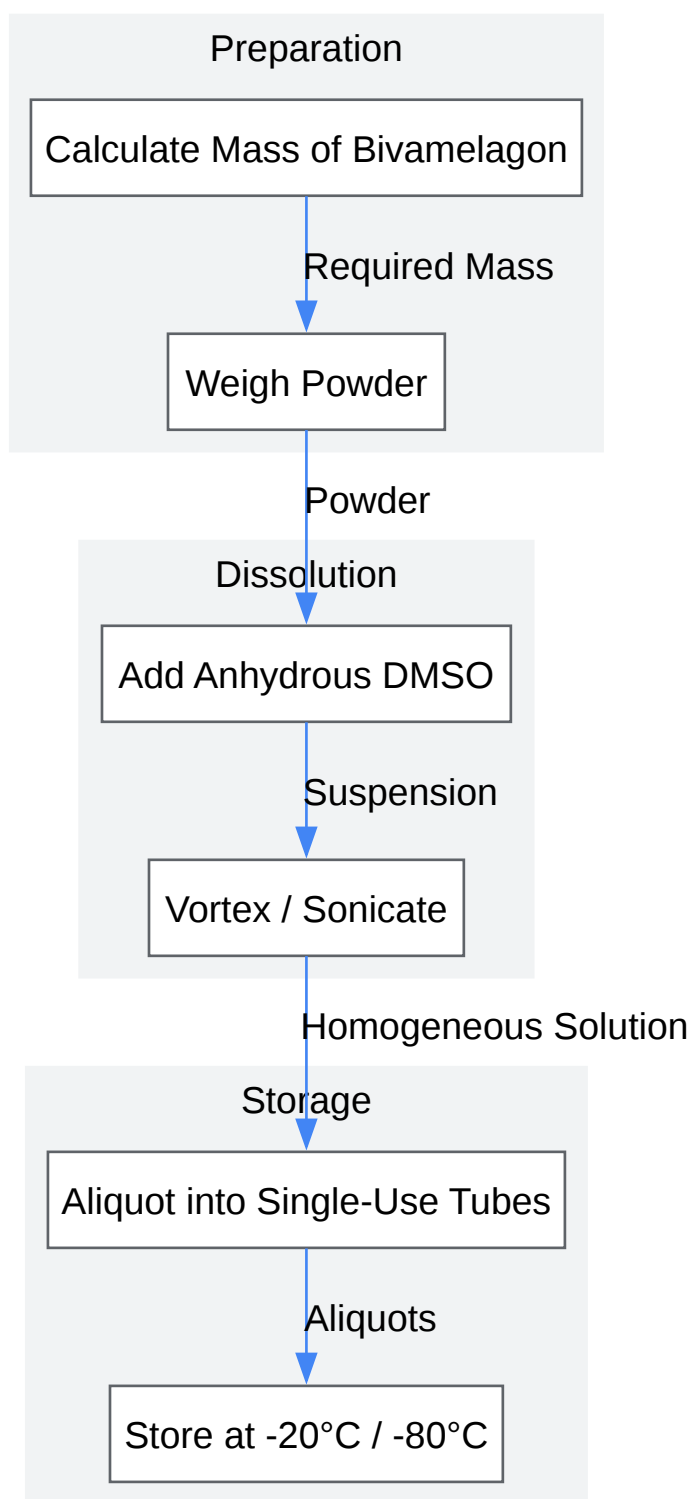 Preparation
Calculate Mass of Bivamelagon
Required Mass
Weigh Powder
Powder
Dissolution
Add Anhydrous DMSO
Suspension
Vortex / Sonicate
Homogeneous Solution
Storage
Aliquot into Single-Use Tubes
Aliquots
Store at -20°C / -80°C